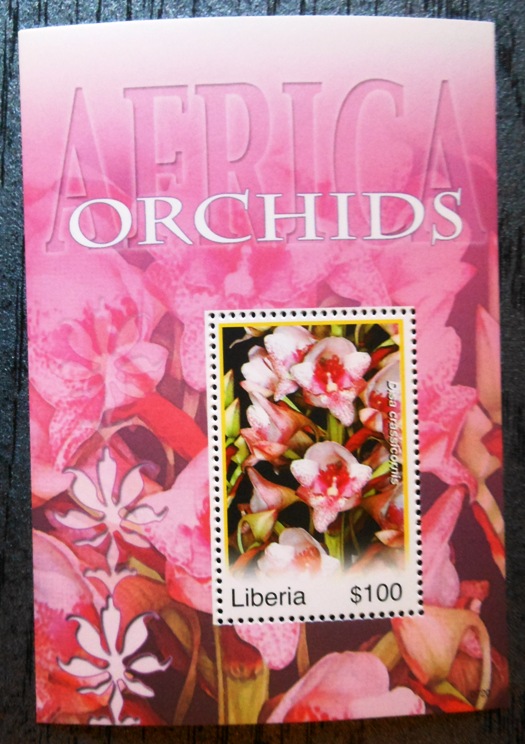 AFRICA
ORCHIDS
Disa crassicornis
Liberia $100